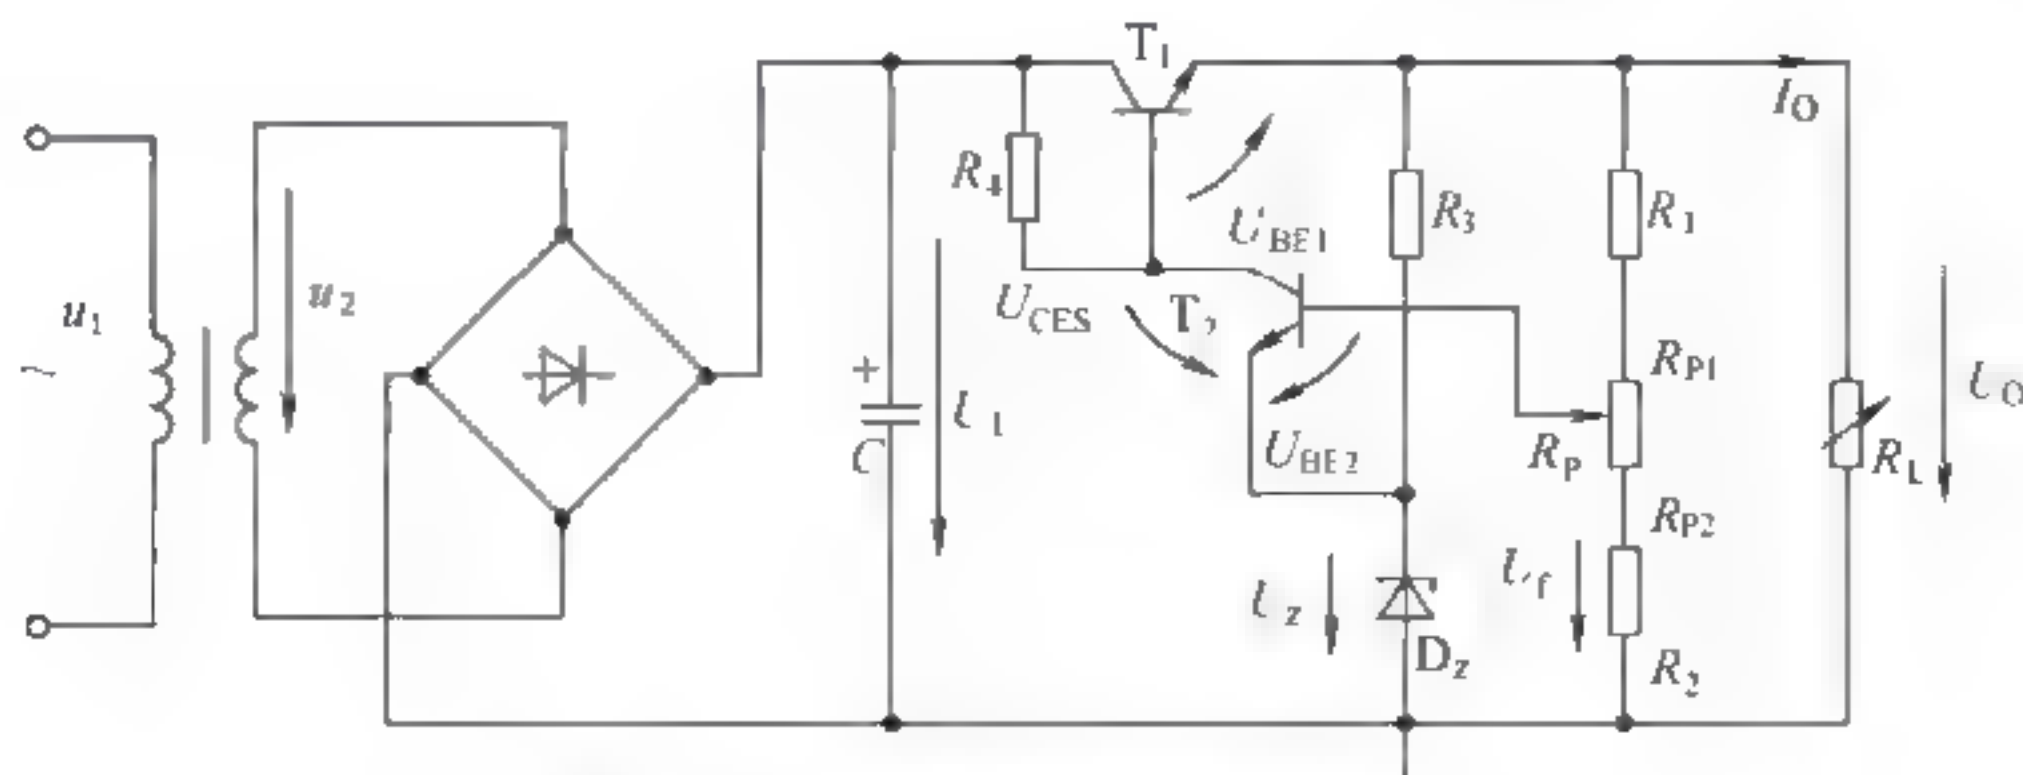 u1
~
u2
+
C
R4
T1
UBE1
UCES
T2
UBE2
R3
R1
RP1
RP
RP2
R2
Dz
IO
RL